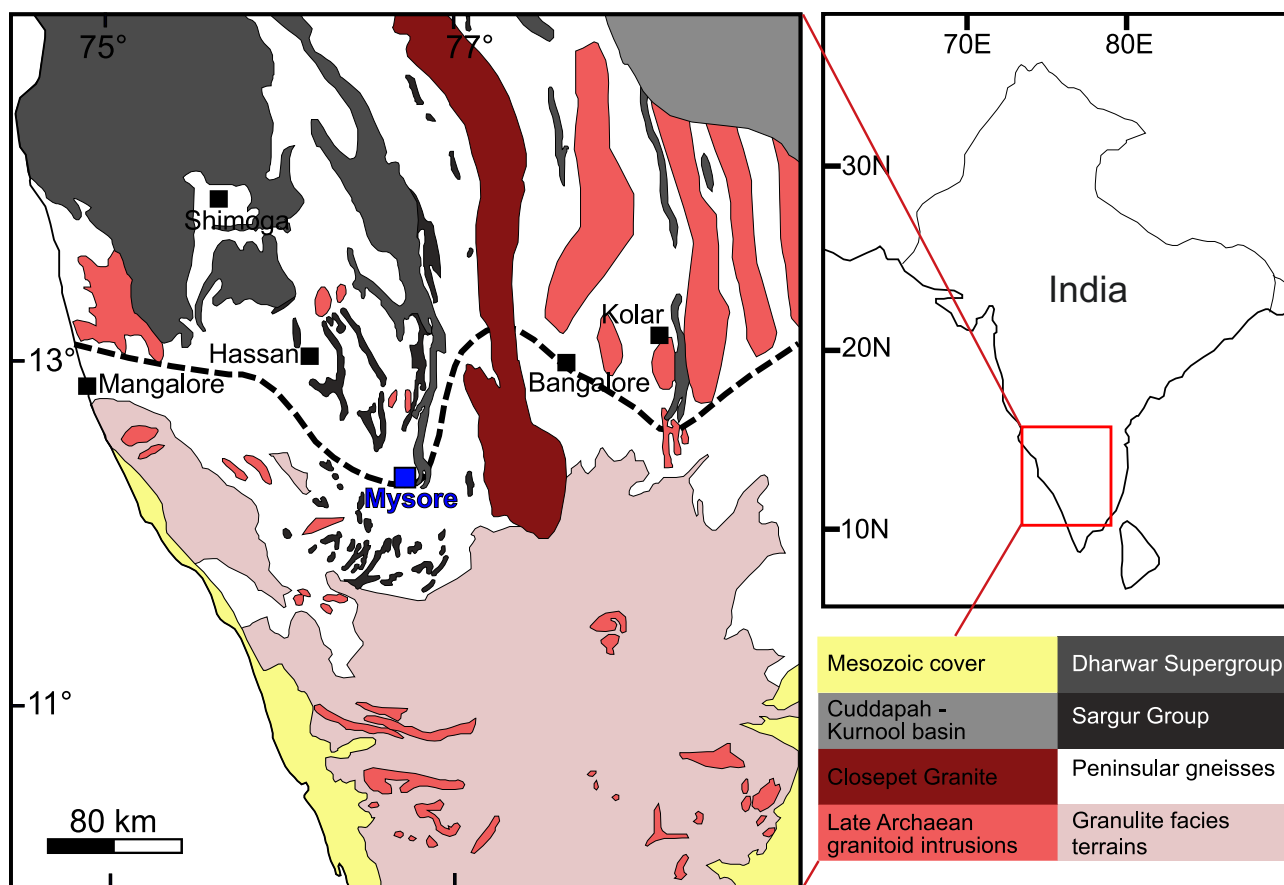 75°
77°
Shimoga
Kolar
13°
Hassan
Bangalore
Mangalore
Mysore
11°
80 km
70E
80E
30N
India
20N
10N
Mesozoic cover
Dharwar Supergroup
Cuddapah -
Kurnool basin
Sargur Group
Closepet Granite
Peninsular gneisses
Late Archaean
granitoid intrusions
Granulite facies
terrains